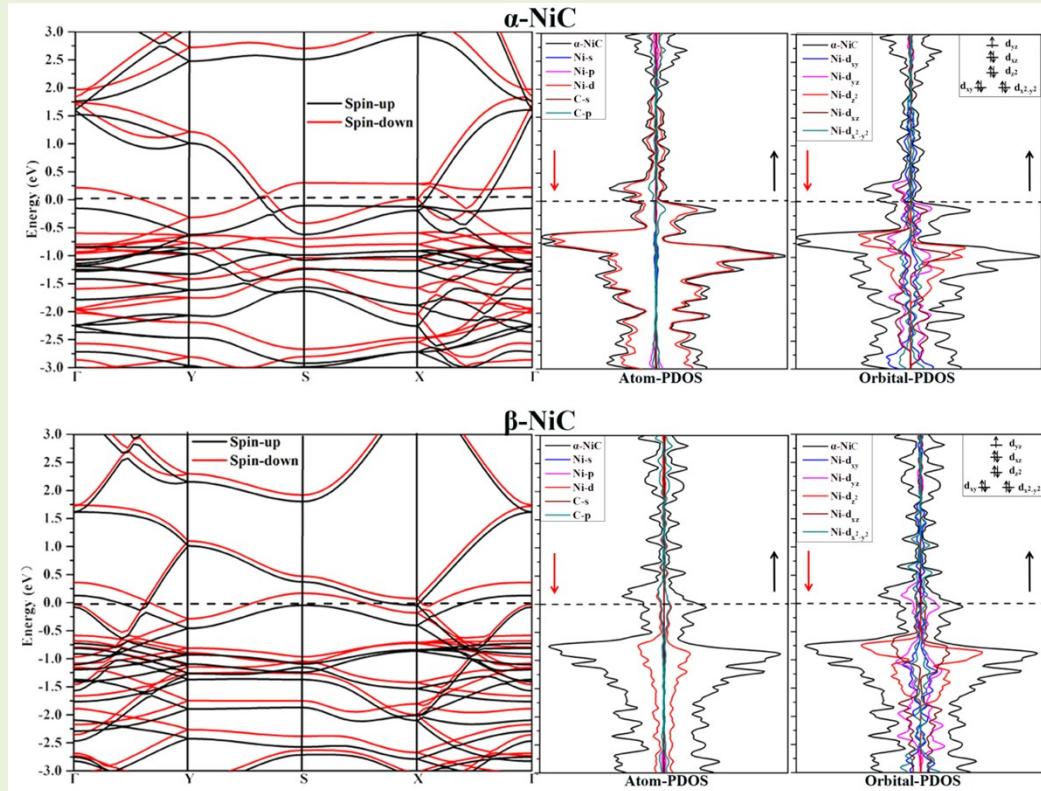 α-NiC
3.0
2.5
2.0
1.5
1.0
0.5
0.0
-0.5
-1.0
-1.5
-2.0
-2.5
-3.0
Energy (eV)
Spin-up
Spin-down
Γ Y S X Γ
α-NiC
Ni-s
Ni-p
Ni-d
C-s
C-p
Atom-PDOS
α-NiC
Ni-dxy
Ni-dyz
Ni-dz²
Ni-dxz
Ni-dx²-y²
dyz
dxz
dz²
dxy dx²-y²
Orbital-PDOS
β-NiC
3.0
2.5
2.0
1.5
1.0
0.5
0.0
-0.5
-1.0
-1.5
-2.0
-2.5
-3.0
Energy (eV)
Spin-up
Spin-down
Γ Y S X Γ
α-NiC
Ni-s
Ni-p
Ni-d
C-s
C-p
Atom-PDOS
α-NiC
Ni-dxy
Ni-dyz
Ni-dz²
Ni-dxz
Ni-dx²-y²
dyz
dxz
dz²
dxy dx²-y²
Orbital-PDOS